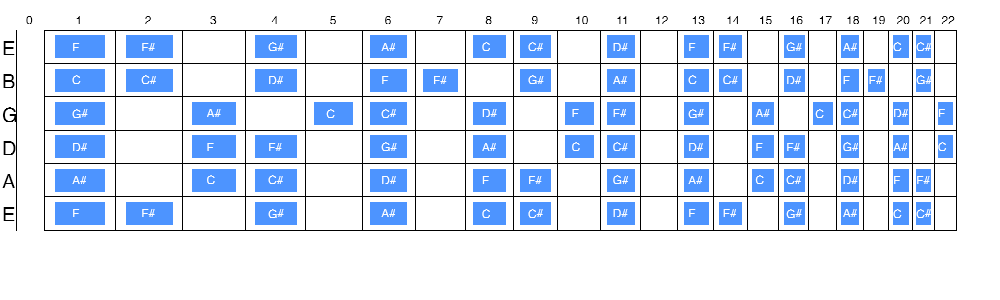 0 1 2 3 4 5 6 7 8 9 10 11 12 13 14 15 16 17 18 19 20 21 22
E F F# G# A# C C# D# F F# G# A# C C#
B C C# D# F F# G# A# C C# D# F F# G#
G G# A# C C# D# F F# G# A# C C# D# F
D D# F F# G# A# C C# D# F F# G# A# C
A A# C C# D# F F# G# A# C C# D# F F#
E F F# G# A# C C# D# F F# G# A# C C#